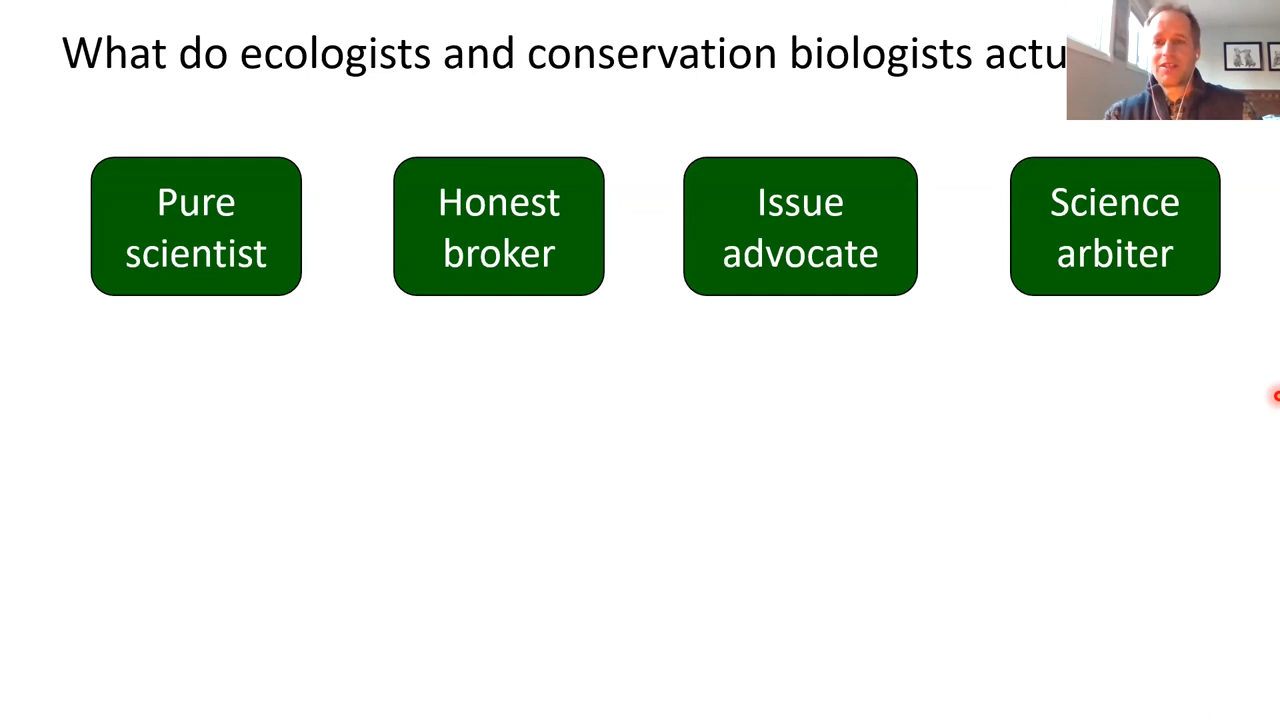 What do ecologists and conservation biologists actu
Pure
scientist
Honest
broker
Issue
advocate
Science
arbiter